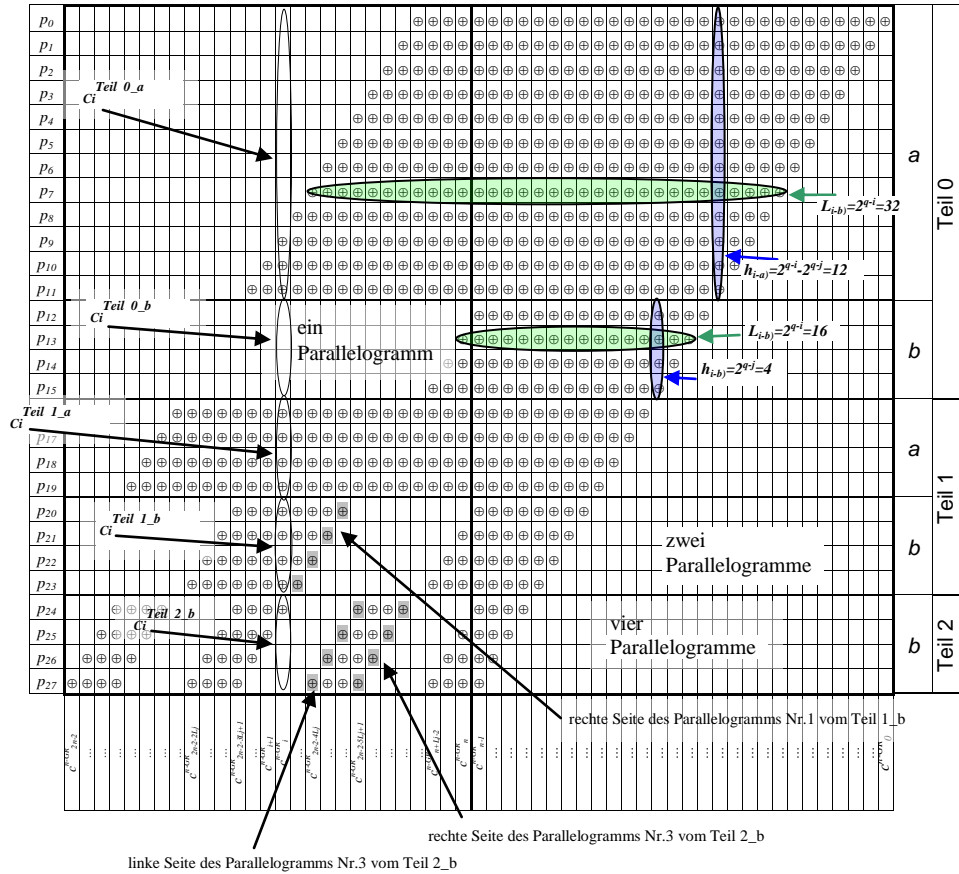 p0
p1
p2
Teil 0_a
Ci
p3
p4
p5
a
Teil 0
p6
p7
L i-b)=2^q-i=32
p8
p9
p10
h i-a)=2^q-i-2^q-j=12
p11
Teil 0_b
Ci
p12
ein
Parallelogramm
p13
L i-b)=2^q-i=16
b
p14
h i-b)=2^q-j=4
p15
Teil 1_a
Ci
p17
a
p18
p19
Teil 1
p20
Teil 1_b
Ci
p21
zwei
Parallelogramme
b
p22
p23
p24
Teil 2_b
Ci
vier
Parallelogramme
p25
b
Teil 2
p26
p27
rechte Seite des Parallelogramms Nr.1 vom Teil 1_b
rechte Seite des Parallelogramms Nr.3 vom Teil 2_b
linke Seite des Parallelogramms Nr.3 vom Teil 2_b